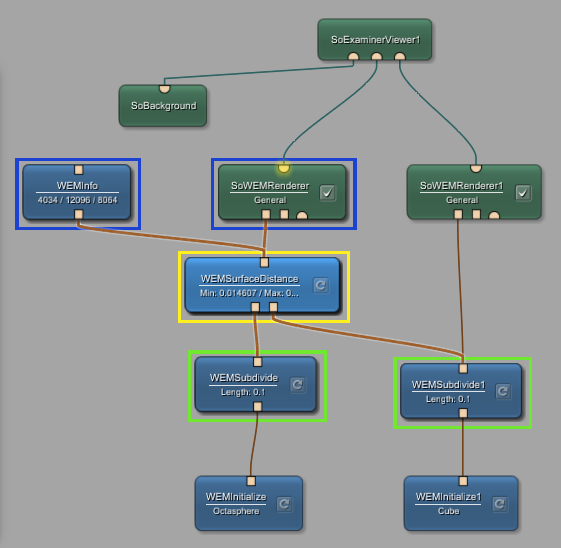 SoExaminerViewer1
SoBackground
WEMInfo
4034 / 12096 / 8064
SoWEMRenderer
General
SoWEMRenderer1
General
WEMSurfaceDistance
Min: 0.014607 / Max: 0...
WEMSubdivide
Length: 0.1
WEMSubdivide1
Length: 0.1
WEMInitialize
Octasphere
WEMInitialize1
Cube